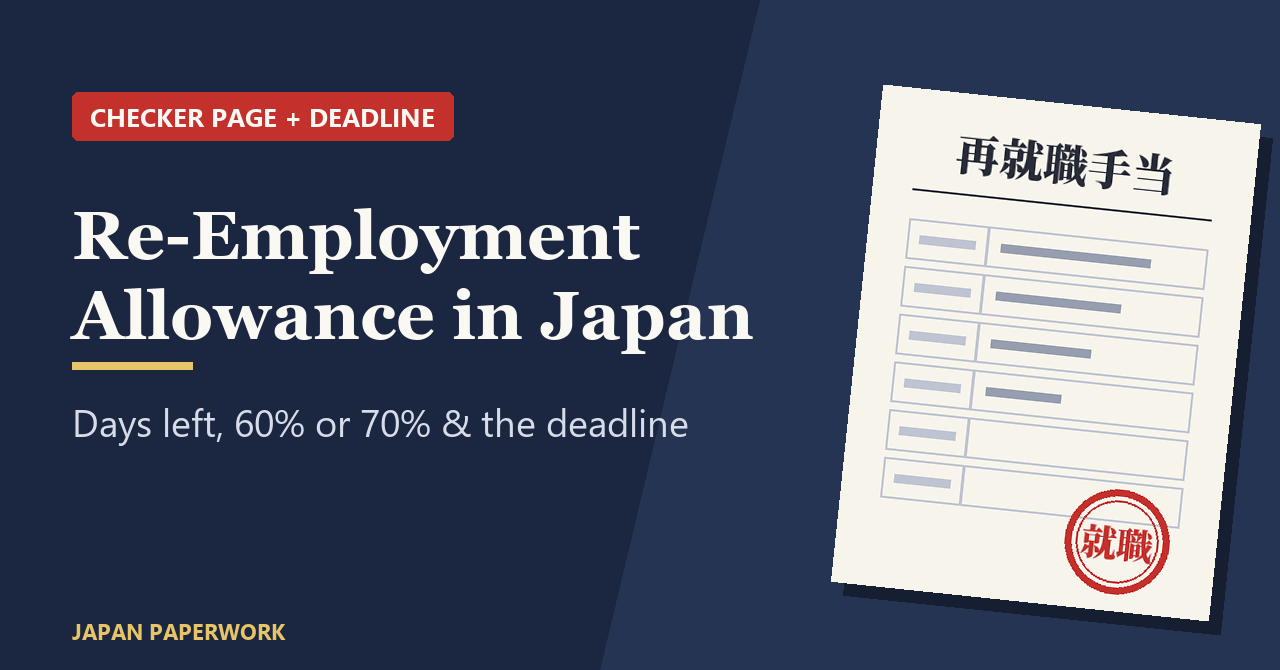 CHECKER PAGE + DEADLINE
Re-Employment
Allowance in Japan
Days left, 60% or 70% & the deadline
JAPAN PAPERWORK
再就職手当
就職